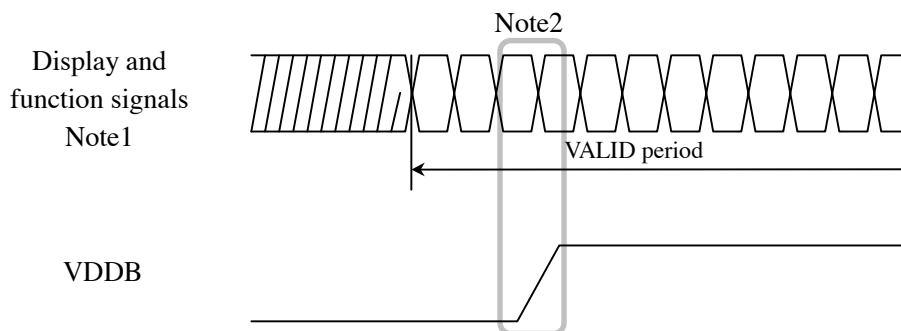 Note2
Display and
function signals
Note1
VALID period
VDDB